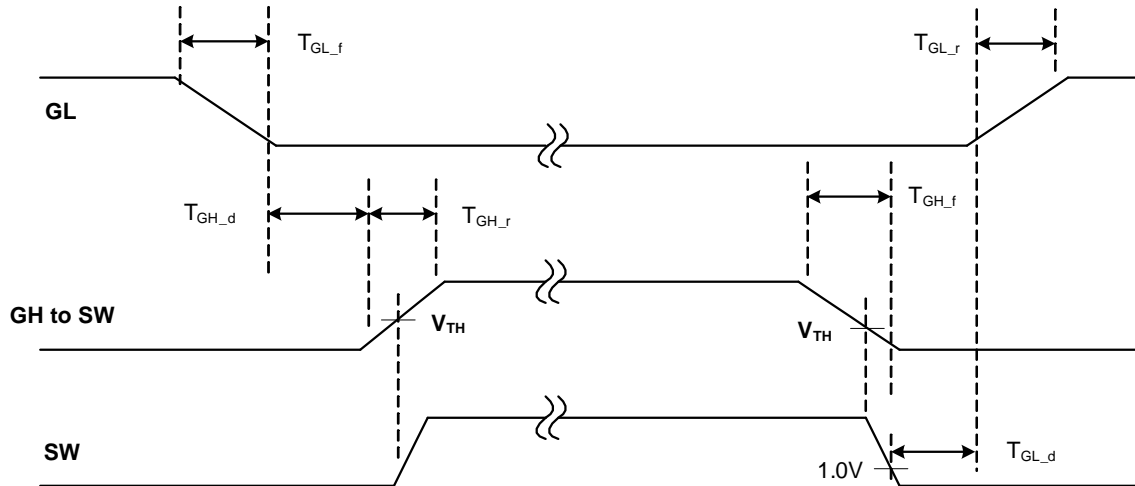 T_GL_f
T_GL_r
GL
T_GH_d
T_GH_r
T_GH_f
GH to SW
V_TH
V_TH
SW
1.0V
T_GL_d